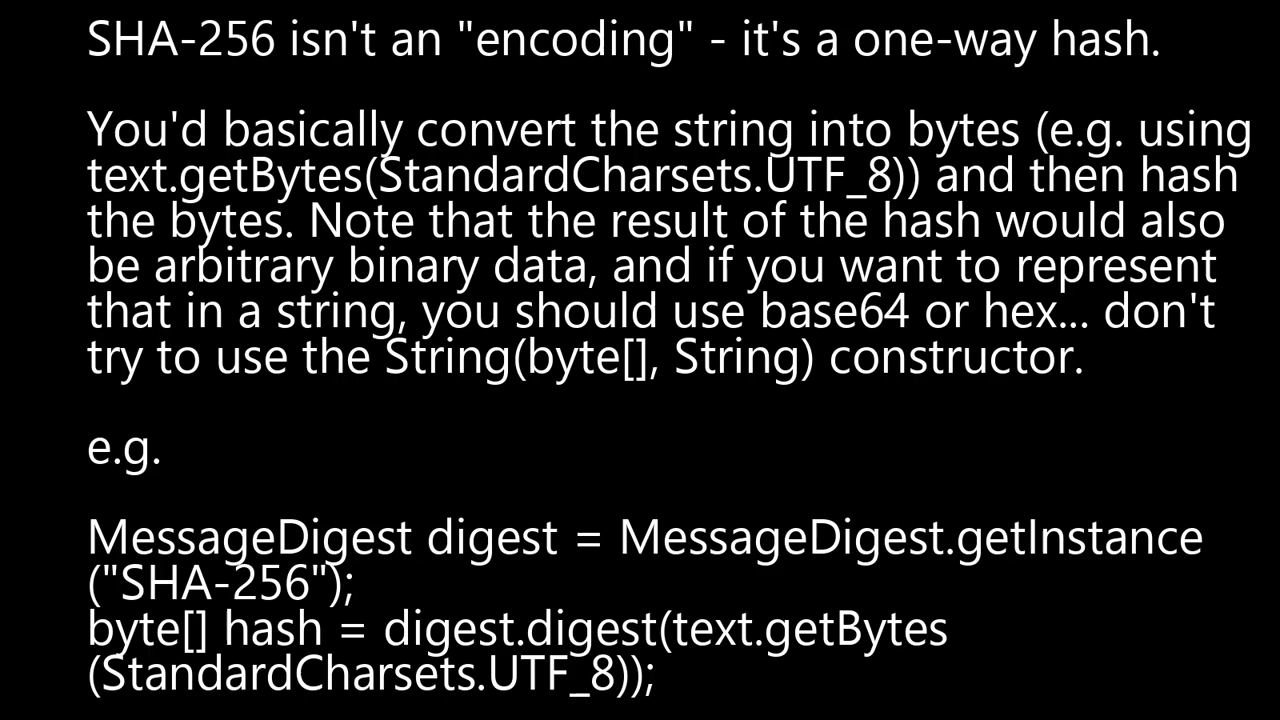 SHA-256 isn't an "encoding" - it's a one-way hash.
You'd basically convert the string into bytes (e.g. using
text.getBytes(StandardCharsets.UTF_8)) and then hash
the bytes. Note that the result of the hash would also
be arbitrary binary data, and if you want to represent
that in a string, you should use base64 or hex... don't
try to use the String(byte[], String) constructor.
e.g.
MessageDigest digest = MessageDigest.getInstance
("SHA-256");
byte[] hash = digest.digest(text.getBytes
(StandardCharsets.UTF_8));